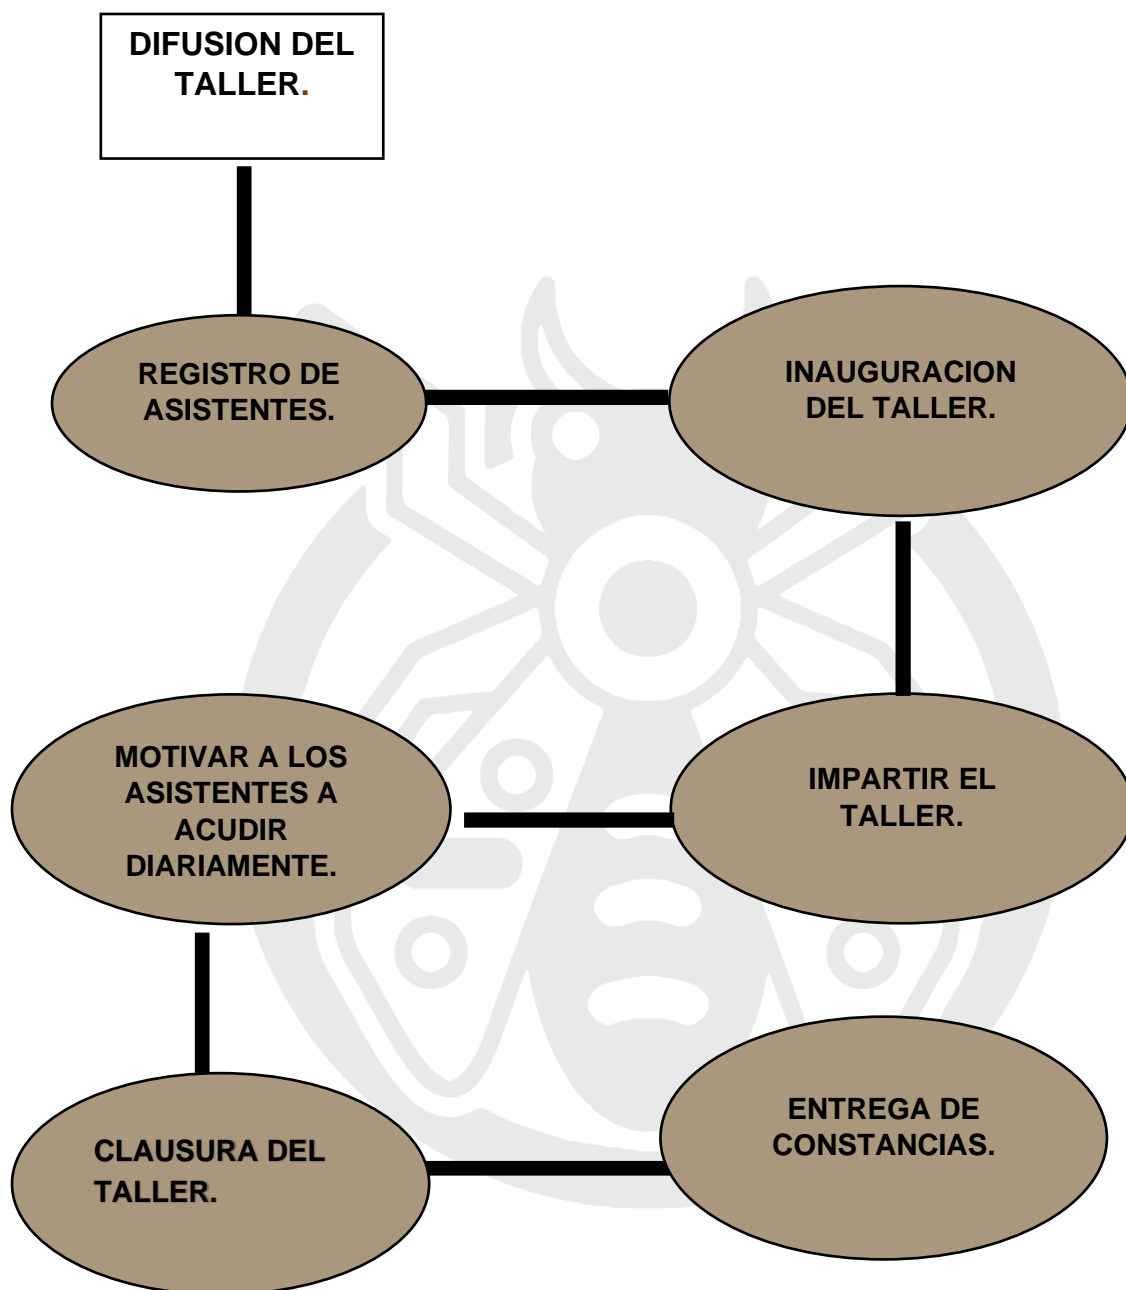 DIFUSION DEL
TALLER.
REGISTRO DE
ASISTENTES.
INAUGURACION
DEL TALLER.
IMPARTIR EL
TALLER.
MOTIVAR A LOS
ASISTENTES A
ACUDIR
DIARIAMENTE.
CLAUSURA DEL
TALLER.
ENTREGA DE
CONSTANCIAS.